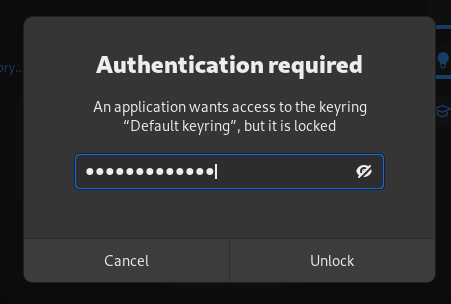 Authentication required
ory..
An application wants access to the keyring
“Default keyring”, but it is locked
●●●●●●●●●●●●●
Cancel
Unlock